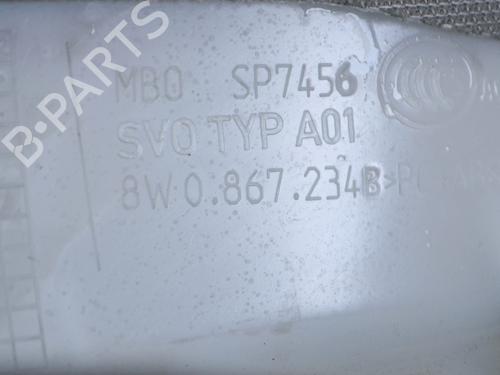 B-PARTS
MBO SP7456
SVO TYP A01
8W0.867.234B